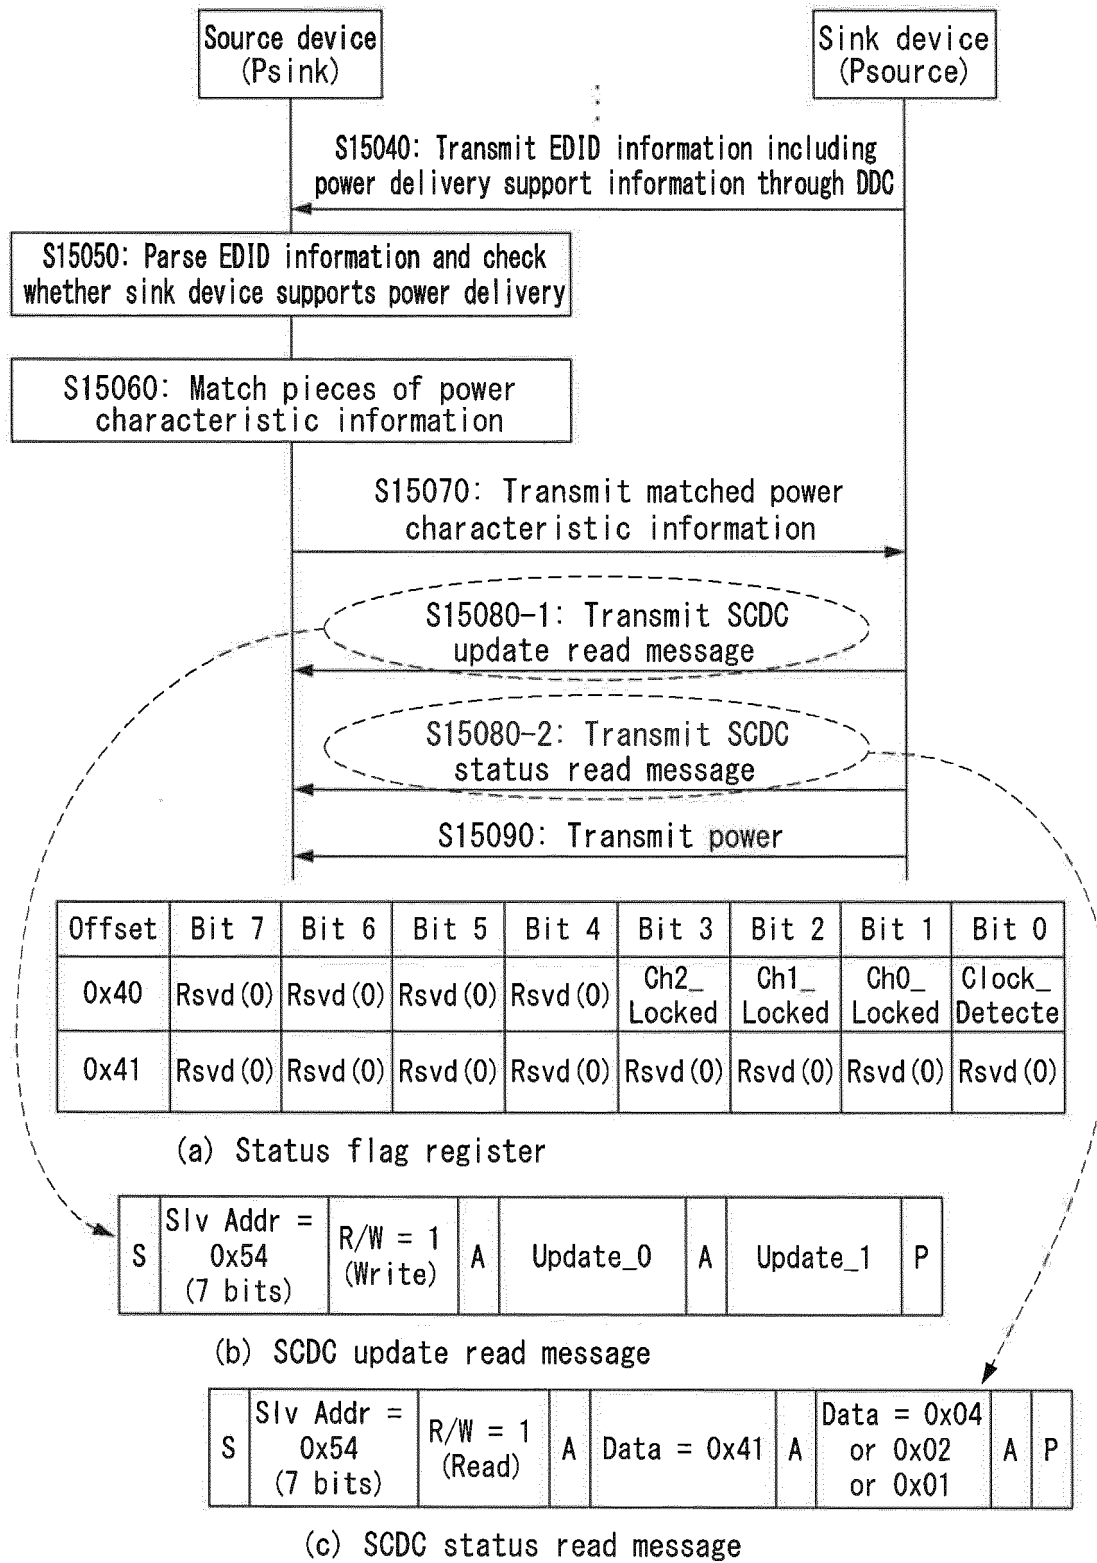 Source device
(Psink)
Sink device
(Psource)
S15040: Transmit EDID information including
power delivery support information through DDC
S15050: Parse EDID information and check
whether sink device supports power delivery
S15060: Match pieces of power
characteristic information
S15070: Transmit matched power
characteristic information
S15080-1: Transmit SCDC
update read message
S15080-2: Transmit SCDC
status read message
S15090: Transmit power
Offset Bit 7 Bit 6 Bit 5 Bit 4 Bit 3 Bit 2 Bit 1 Bit 0
0x40 Rsvd(0) Rsvd(0) Rsvd(0) Rsvd(0) Ch2_ Locked Ch1_ Locked Ch0_ Locked Clock_ Detecte
0x41 Rsvd(0) Rsvd(0) Rsvd(0) Rsvd(0) Rsvd(0) Rsvd(0) Rsvd(0) Rsvd(0)
(a) Status flag register
S
Slv Addr =
0x54
(7 bits)
R/W = 1
(Write)
A
Update_0
A
Update_1
P
(b) SCDC update read message
S
Slv Addr =
0x54
(7 bits)
R/W = 1
(Read)
A
Data = 0x41
A
Data = 0x04
or 0x02
or 0x01
A
P
(c) SCDC status read message